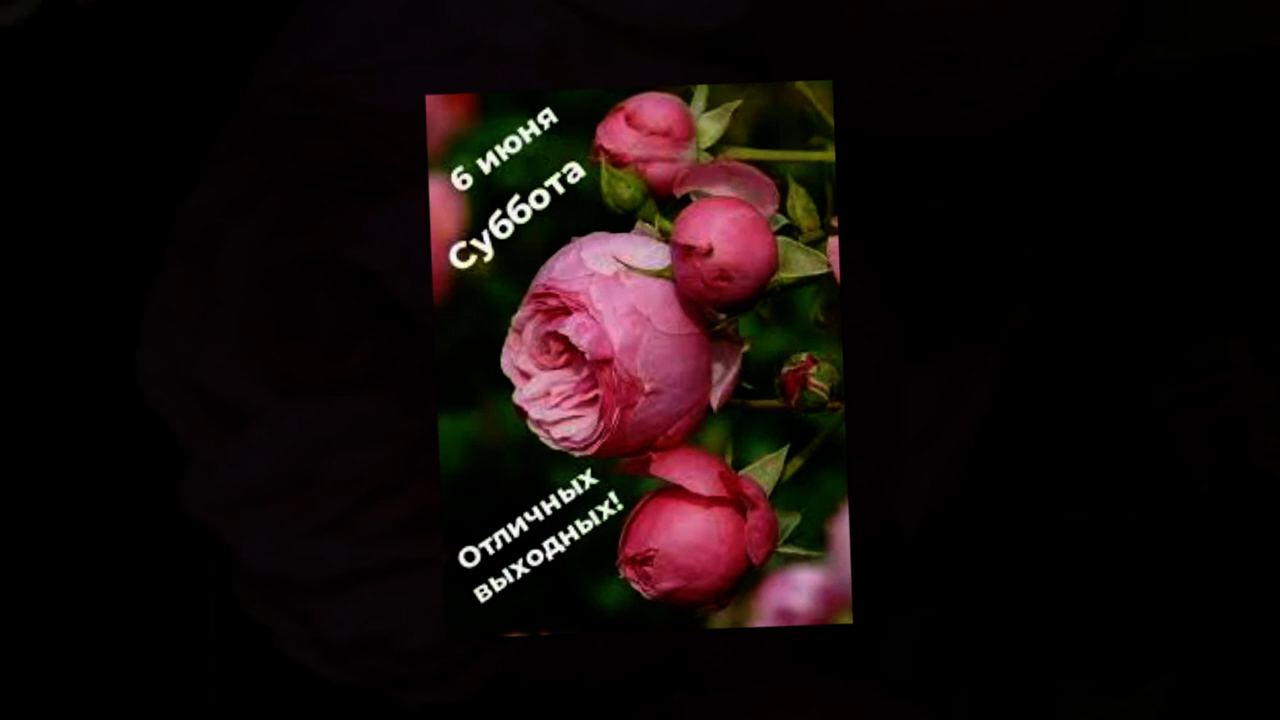 6 июня
Суббота
Отличных
выходных!